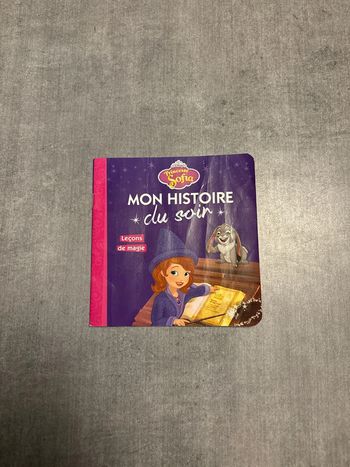 Princesse
Sofia
MON HISTOIRE
du soir
Leçons
de magie